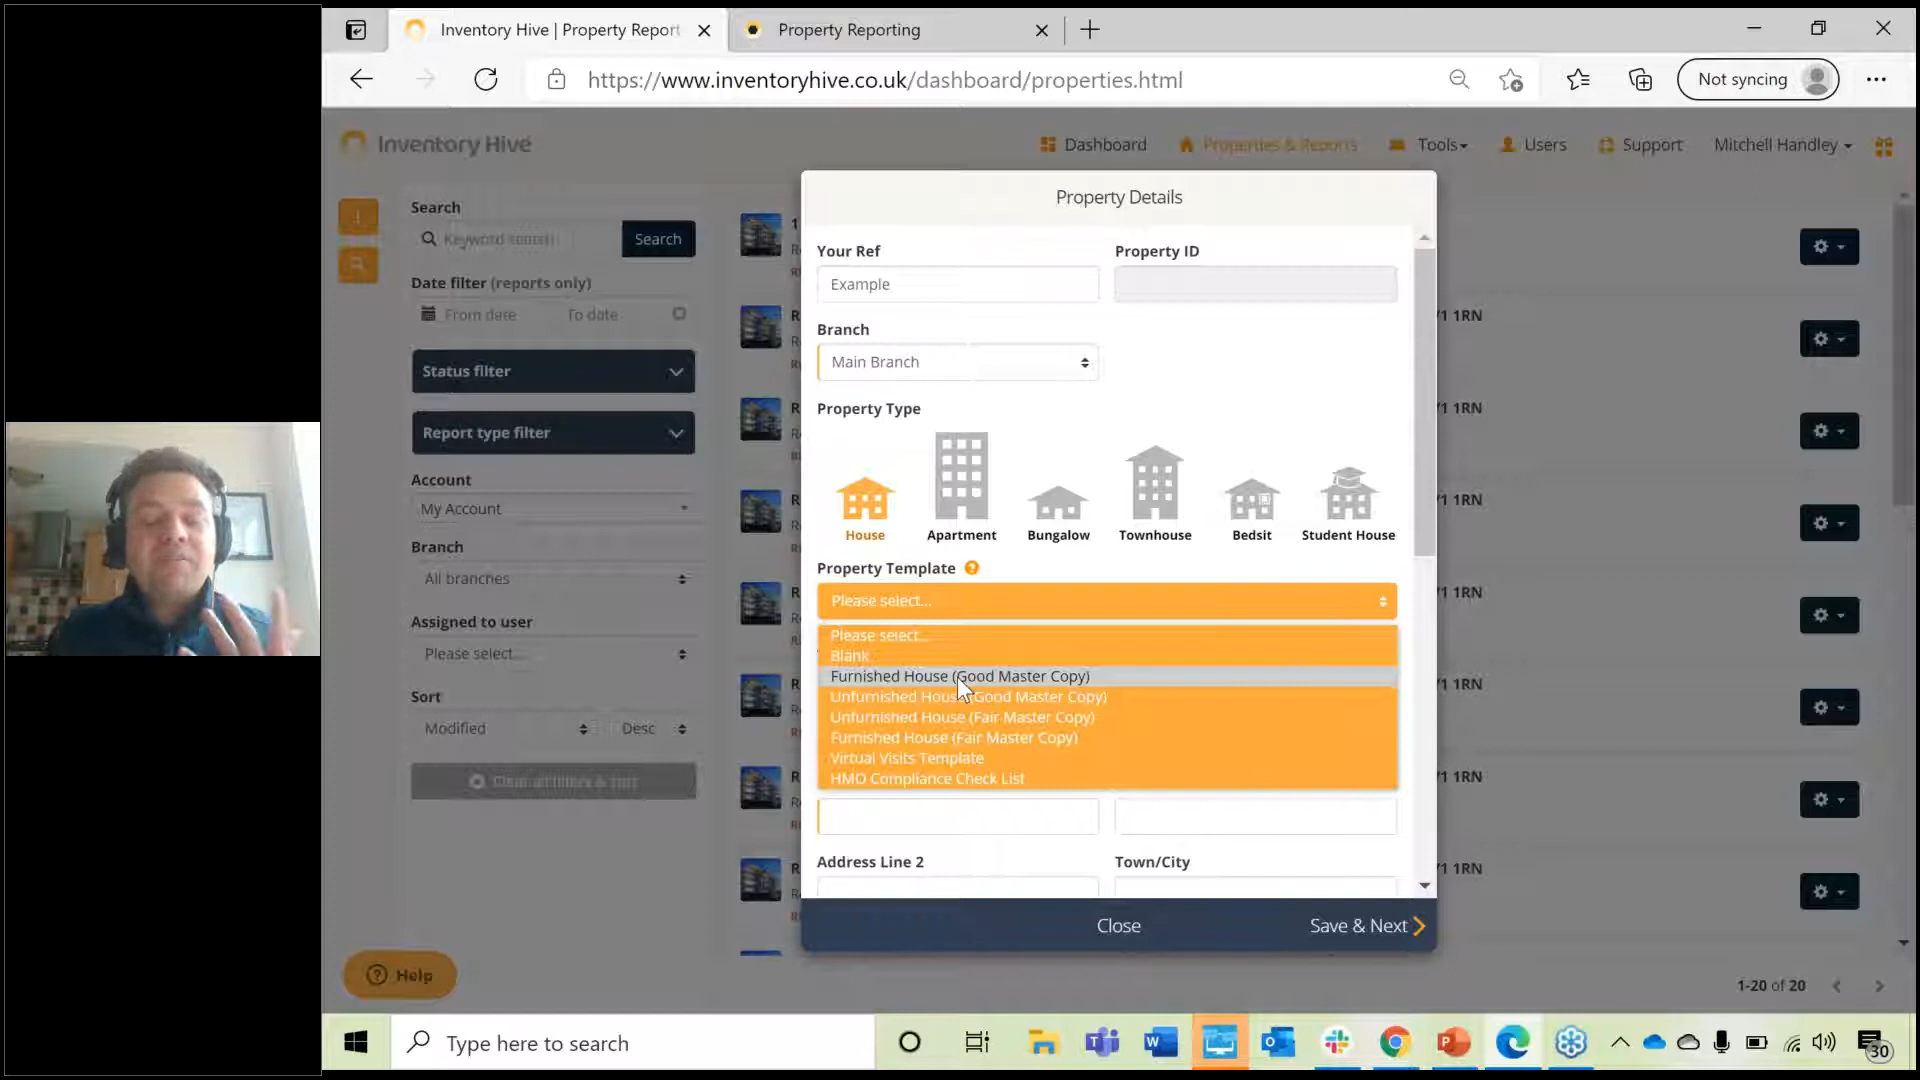 Inventory Hive | Property Report
Property Reporting
https://www.inventoryhive.co.uk/dashboard/properties.html
Not syncing
Inventory Hive
Dashboard
Properties & Reports
Tools
Users
Support
Mitchell Handley
Search
Keyword search
Search
Date filter (reports only)
From date
To date
Status filter
Report type filter
Account
My Account
Branch
All branches
Assigned to user
Please select...
Sort
Modified
Desc
Clear all filters & sort
Help
Property Details
Your Ref
Property ID
Example
Branch
Main Branch
Property Type
House
Apartment
Bungalow
Townhouse
Bedsit
Student House
Property Template
Please select...
Please select...
Blank
Furnished House (Good Master Copy)
Unfurnished House (Good Master Copy)
Unfurnished House (Fair Master Copy)
Furnished House (Fair Master Copy)
Virtual Visits Template
HMO Compliance Check List
Address Line 2
Town/City
Close
Save & Next
1RN
1RN
1RN
1RN
1RN
1RN
1RN
1-20 of 20
Type here to search
30